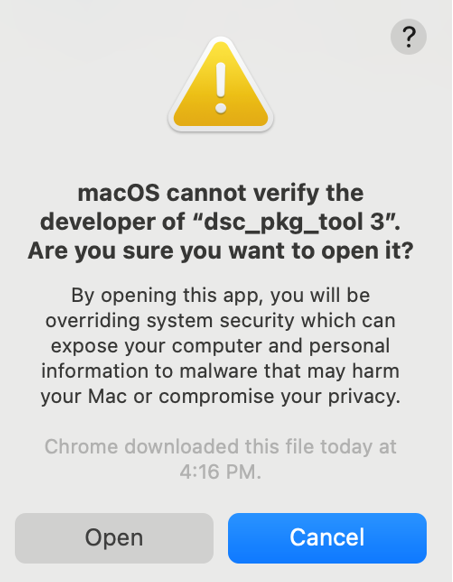 ?
macOS cannot verify the
developer of “dsc_pkg_tool 3”.
Are you sure you want to open it?
By opening this app, you will be
overriding system security which can
expose your computer and personal
information to malware that may harm
your Mac or compromise your privacy.
Chrome downloaded this file today at
4:16 PM.
Open
Cancel